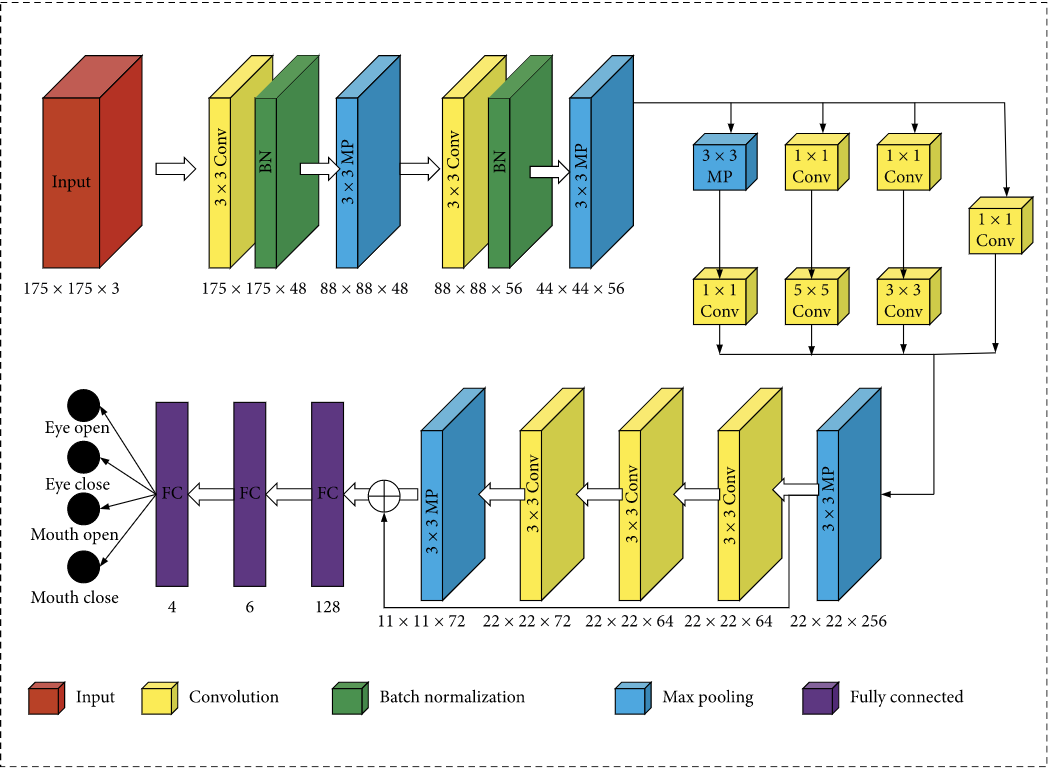 Input
3 × 3 Conv
BN
3 × 3 MP
3 × 3 Conv
BN
3 × 3 MP
175 × 175 × 3
175 × 175 × 48
88 × 88 × 48
88 × 88 × 56
44 × 44 × 56
3 × 3
MP
1 × 1
Conv
1 × 1
Conv
1 × 1
Conv
1 × 1
Conv
5 × 5
Conv
3 × 3
Conv
Eye open
Eye close
Mouth open
Mouth close
FC
FC
FC
3 × 3 MP
3 × 3 Conv
3 × 3 Conv
3 × 3 Conv
3 × 3 MP
4
6
128
11 × 11 × 72
22 × 22 × 72
22 × 22 × 64
22 × 22 × 64
22 × 22 × 256
Input
Convolution
Batch normalization
Max pooling
Fully connected